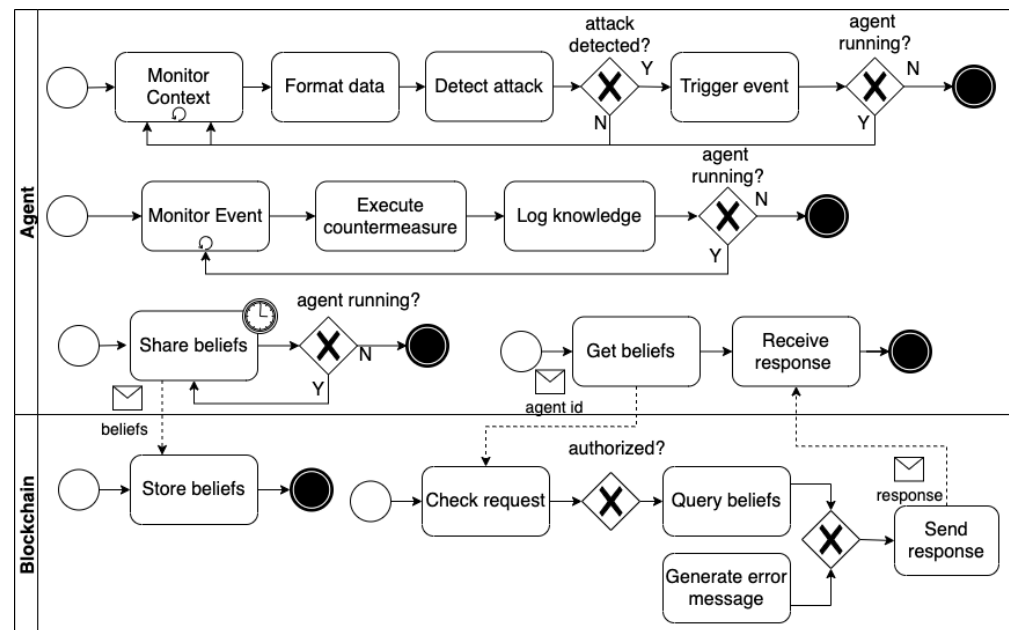 Agent
attack
detected?
agent
running?
Monitor
Context
Format data
Detect attack
Y
Trigger event
N
N
Y
agent
running?
Monitor Event
Execute
countermeasure
Log knowledge
N
Y
Share beliefs
agent running?
N
Y
beliefs
Get beliefs
Receive
response
agent id
Blockchain
Store beliefs
authorized?
Check request
Query beliefs
response
Send
response
Generate error
message